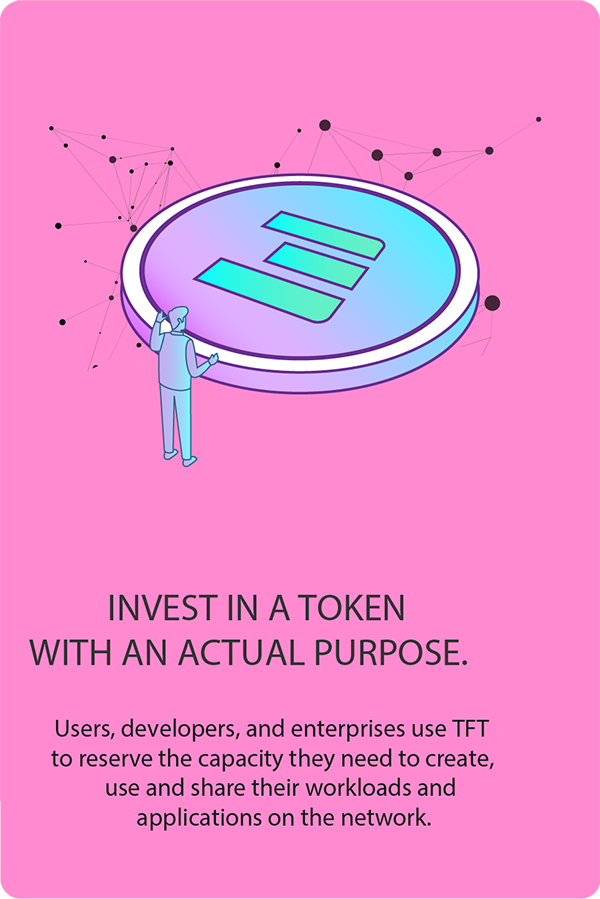 INVEST IN A TOKEN
WITH AN ACTUAL PURPOSE.
Users, developers, and enterprises use TFT
to reserve the capacity they need to create,
use and share their workloads and
applications on the network.